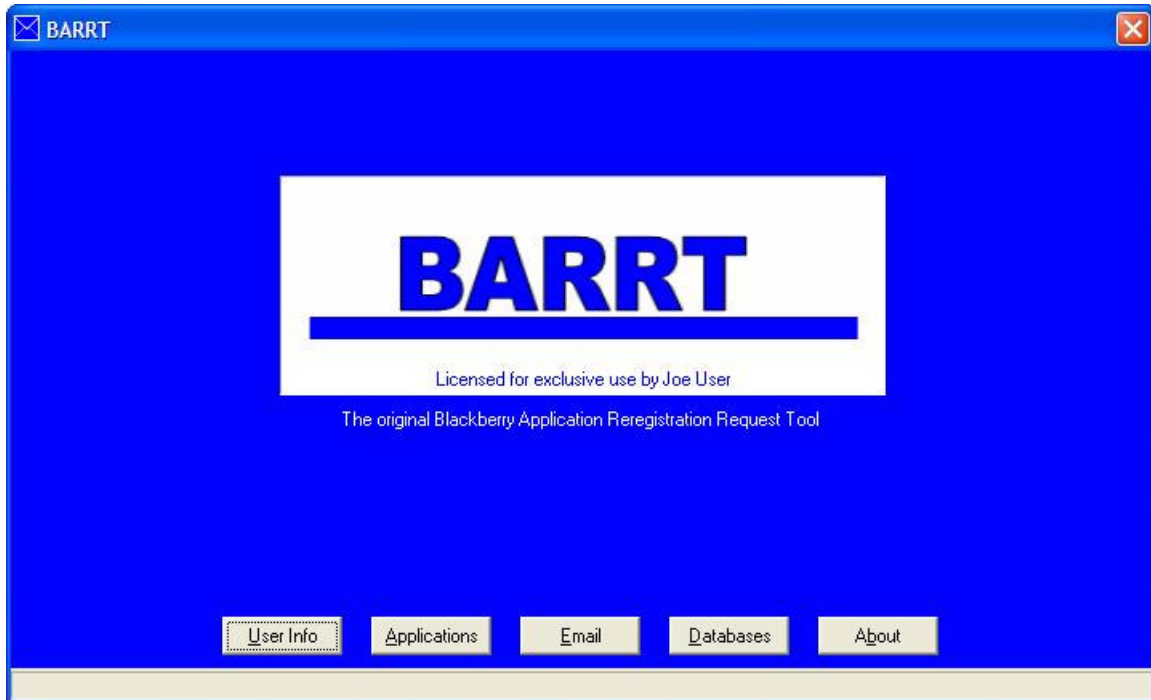 BARRT
BARRT
Licensed for exclusive use by Joe User
The original Blackberry Application Reregistration Request Tool
User Info Applications Email Databases About